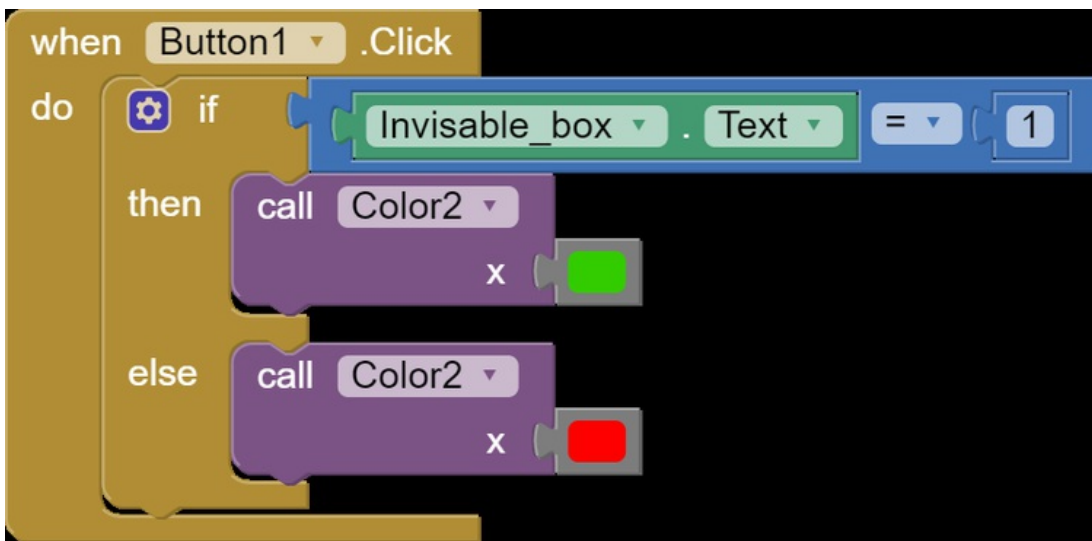 when Button1 .Click
do if Invisable_box . Text = 1
then call Color2
x
else call Color2
x